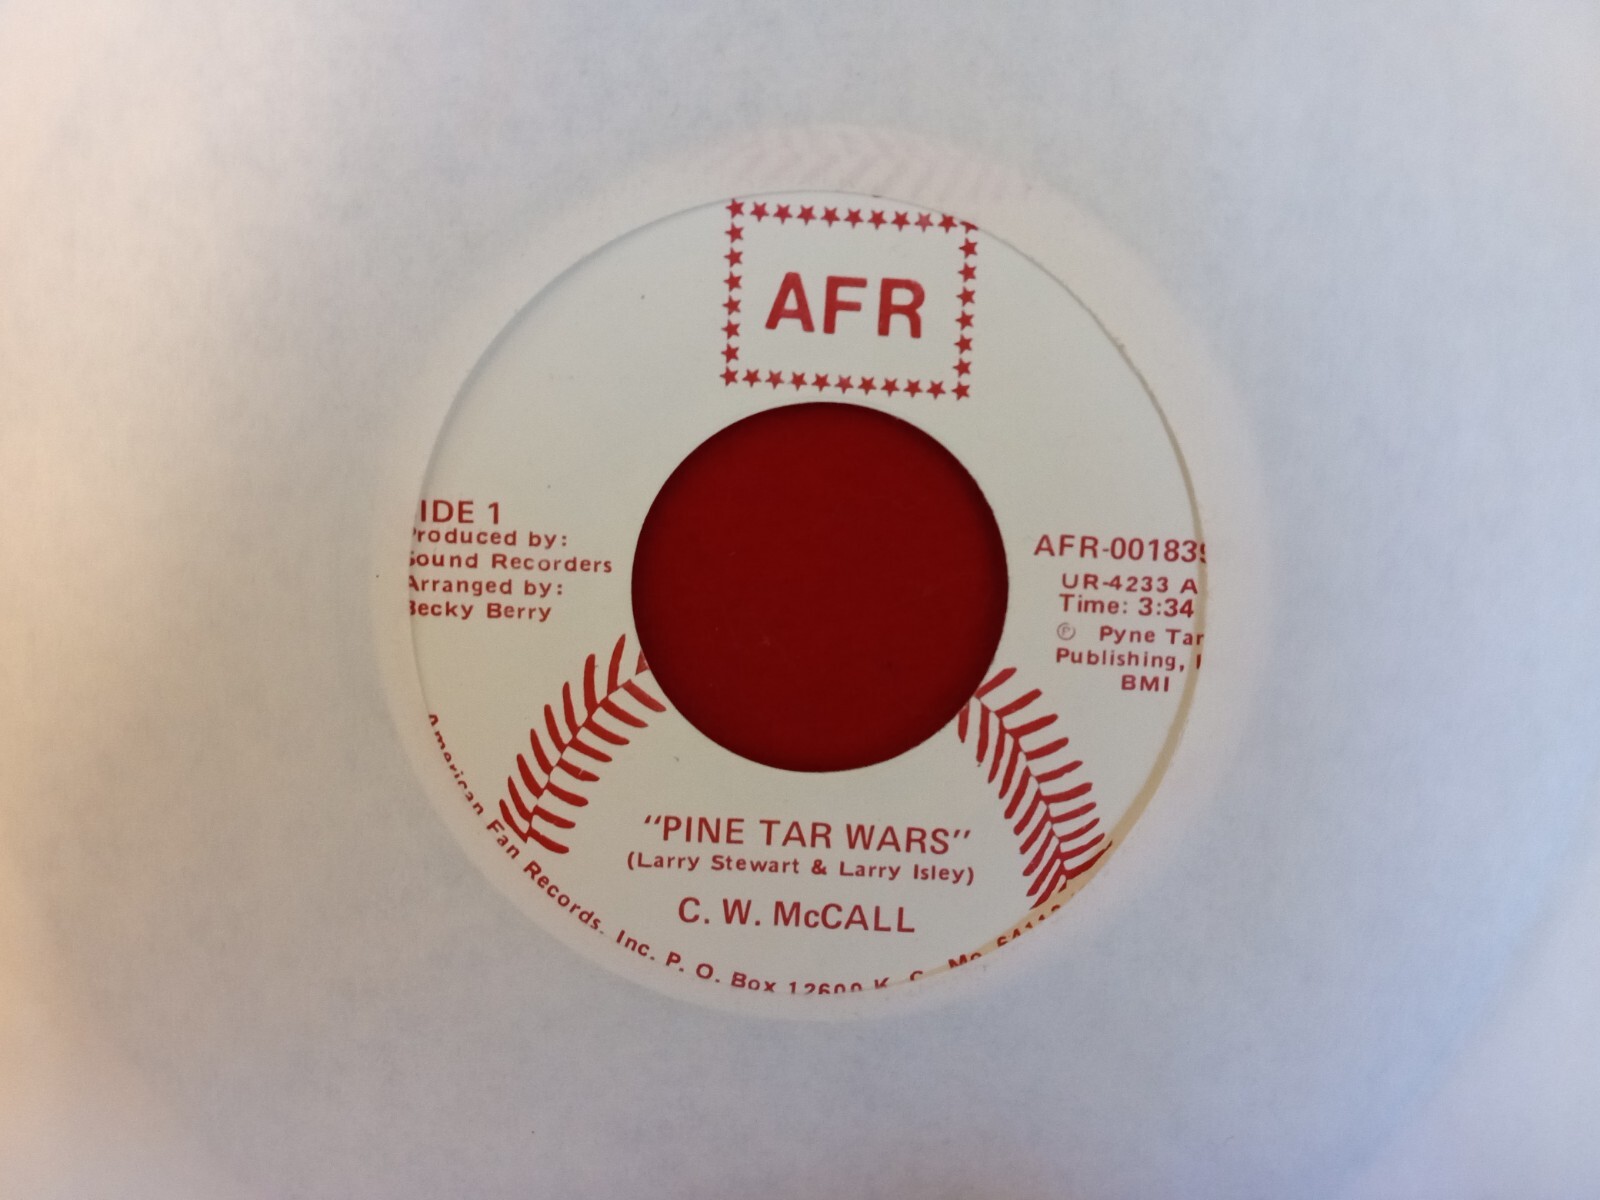 AFR
IDE 1
Produced by:
Sound Recorders
Arranged by:
Becky Berry
AFR-001839
UR-4233 A
Time: 3:34
℗ Pyne Tar
Publishing,
BMI
"PINE TAR WARS"
(Larry Stewart & Larry Isley)
C. W. McCALL
American Fan Records, Inc. P. O. Box 12600 K. C. Mo.